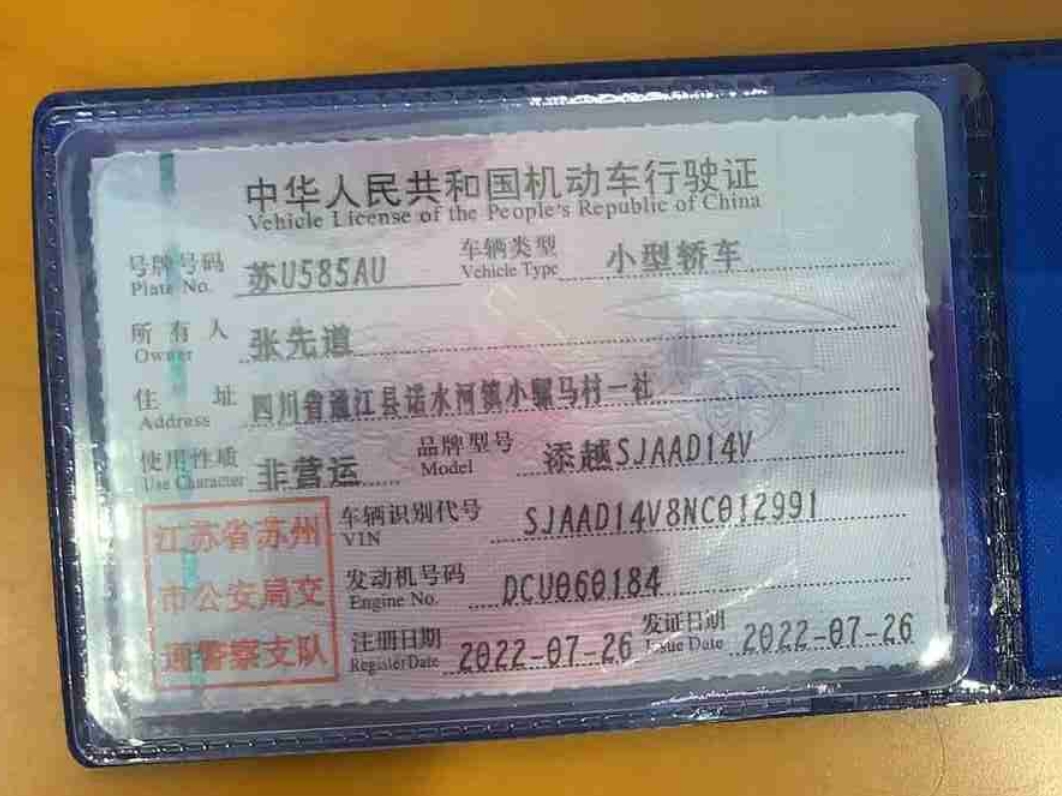 中华人民共和国机动车行驶证
Vehicle License of the People's Republic of China
号牌号码 苏U585AU 车辆类型 小型轿车
Plate No. Vehicle Type
所有人 张先道
Owner
住址 四川省通江县诺水河镇小骡马村一社
Address
使用性质 非营运 品牌型号 添越SJAAD14V
Use Character Model
江苏省苏州
市公安局交
通警察支队
车辆识别代号 SJAAD14V8NC012991
VIN
发动机号码 DCU060184
Engine No.
注册日期 2022-07-26 发证日期 2022-07-26
Register Date Issue Date